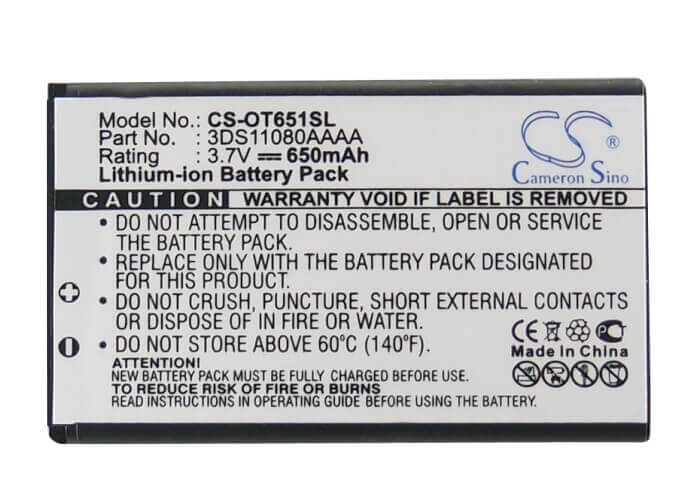 Model No.: CS-OT651SL
Part No. : 3DS11080AAAA
Rating : 3.7V 650mAh
Lithium-ion Battery Pack
CS
Cameron Sino
®
CAUTION WARRANTY VOID IF LABEL IS REMOVED
• DO NOT ATTEMPT TO DISASSEMBLE, OPEN OR SERVICE
THE BATTERY PACK.
• REPLACE ONLY WITH THE BATTERY PACK DESIGNATED
FOR THIS PRODUCT.
• DO NOT CRUSH, PUNCTURE, SHORT EXTERNAL CONTACTS
OR DISPOSE OF IN FIRE OR WATER.
• DO NOT STORE ABOVE 60°C (140°F)
+
-
CE
Made In China
ATTENTION!
NEW BATTERY PACK MUST BE FULLY CHARGED BEFORE USE
TO REDUCE RISK OF FIRE OR BURNS
READ INSTRUCTIONS IN OPERATING GUIDE BEFORE USING BATTERY